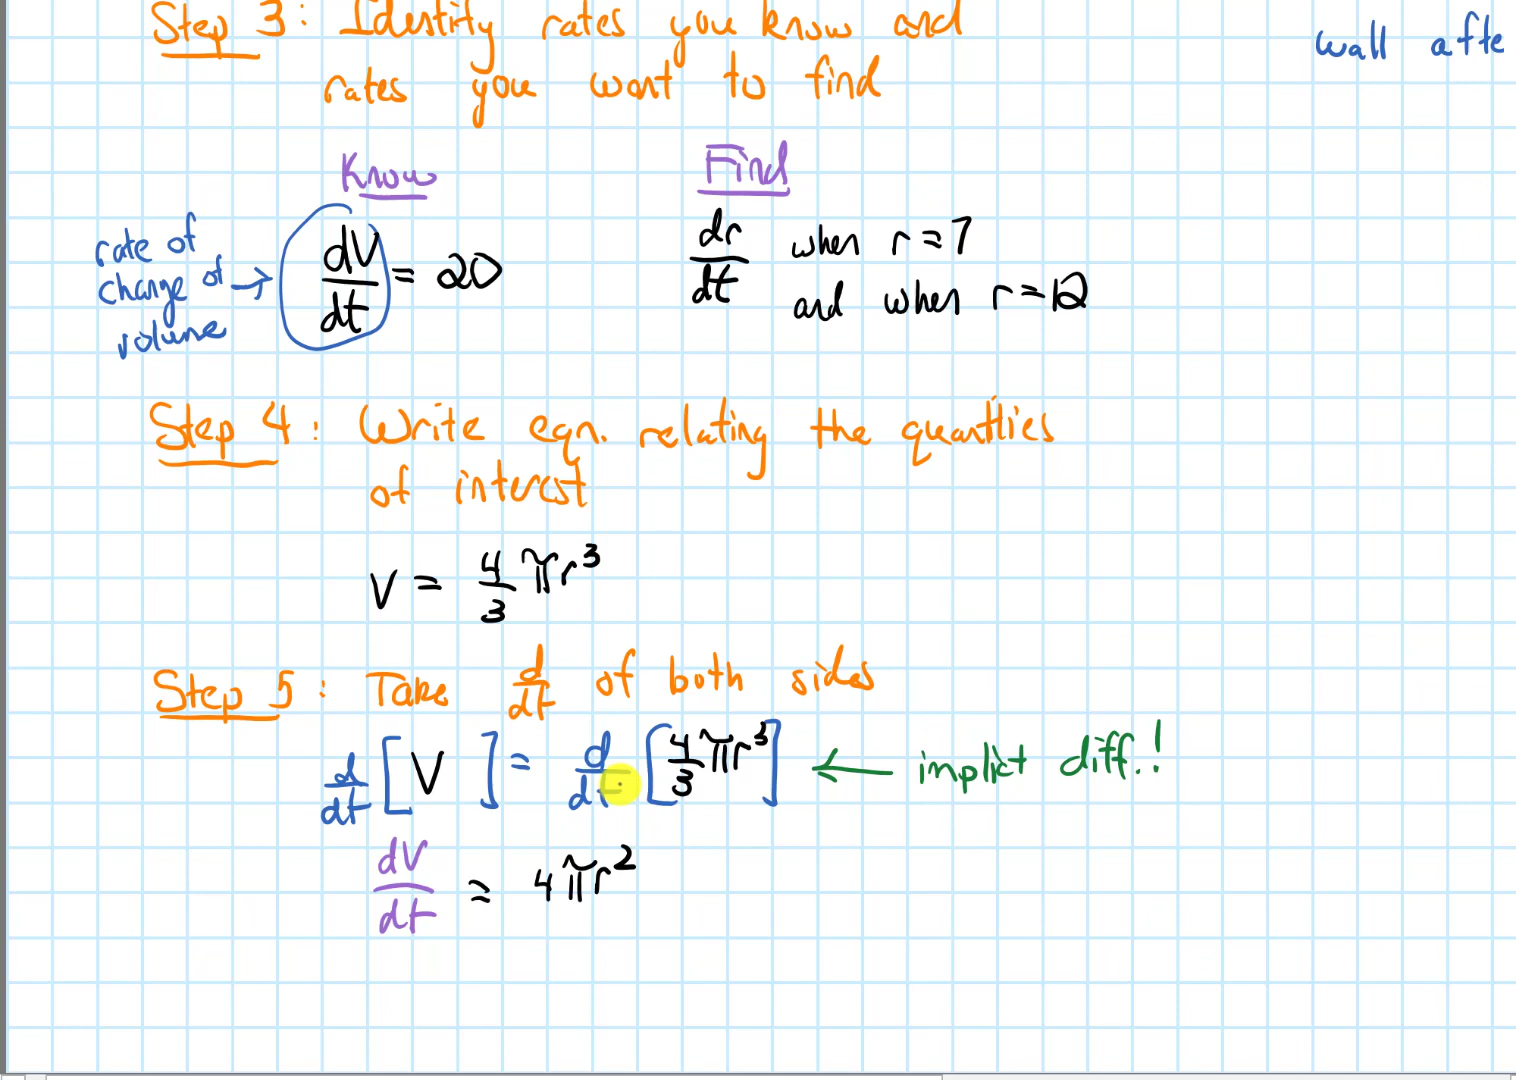 Step 3: Identify rates you know and
rates you want to find
wall afte
Know
Find
rate of
change of →
volume
dV/dt = 20
dr/dt when r = 7
and when r = 12
Step 4: Write eqn. relating the quantties
of interest
V = 4/3 πr³
Step 5: Take d/dt of both sides
d/dt [V] = d/dt [4/3 πr³] ← implict diff.!
dV/dt = 4πr²